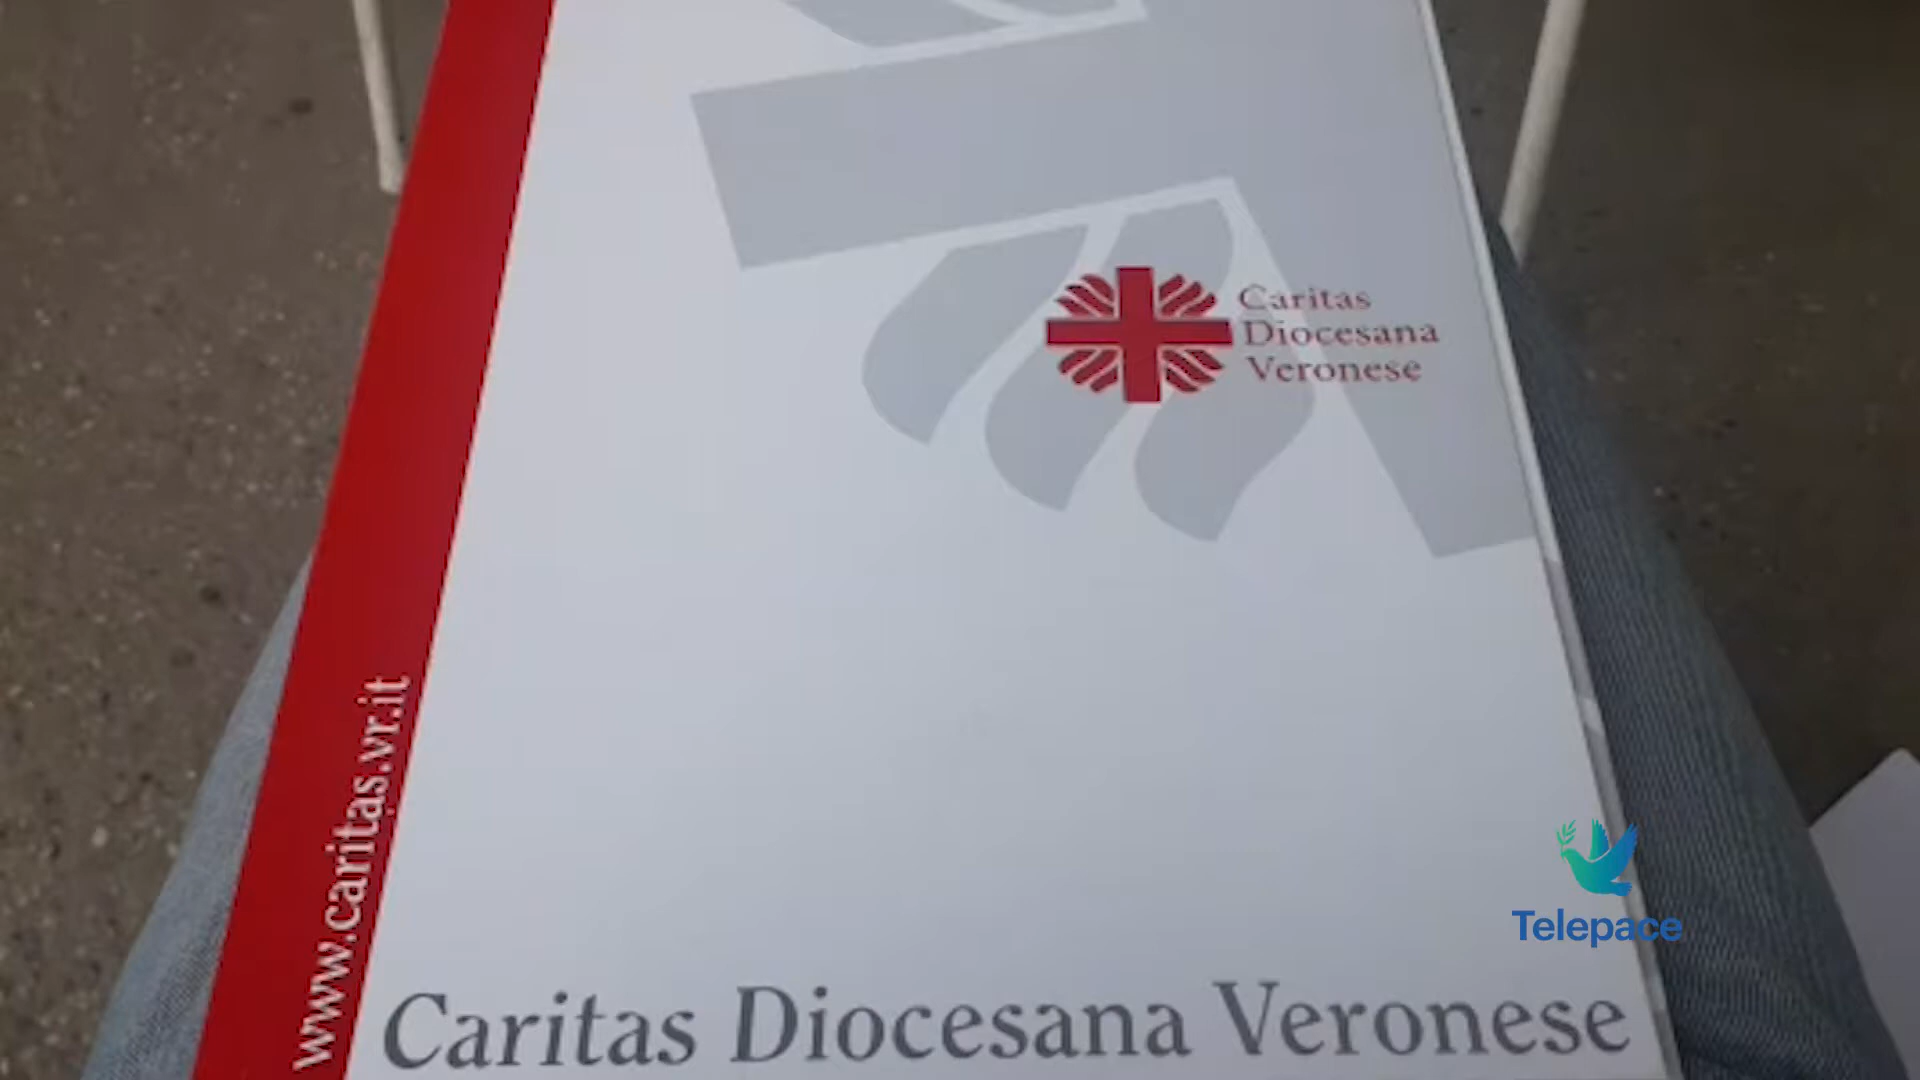 Caritas
Diocesana
Veronese
www.caritas.vr.it
Telepace
Caritas Diocesana Veronese